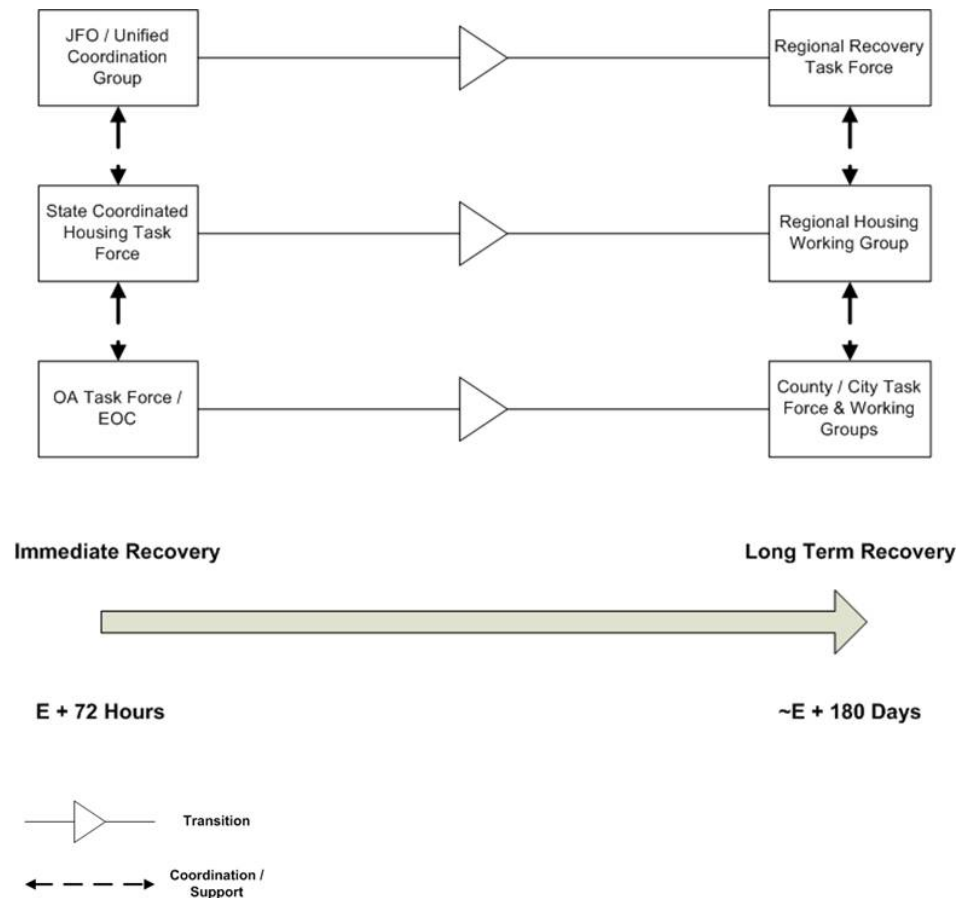 JFO / Unified
Coordination
Group
Regional Recovery
Task Force
State Coordinated
Housing Task
Force
Regional Housing
Working Group
OA Task Force /
EOC
County / City Task
Force & Working
Groups
Immediate Recovery
Long Term Recovery
E + 72 Hours
~E + 180 Days
Transition
Coordination /
Support